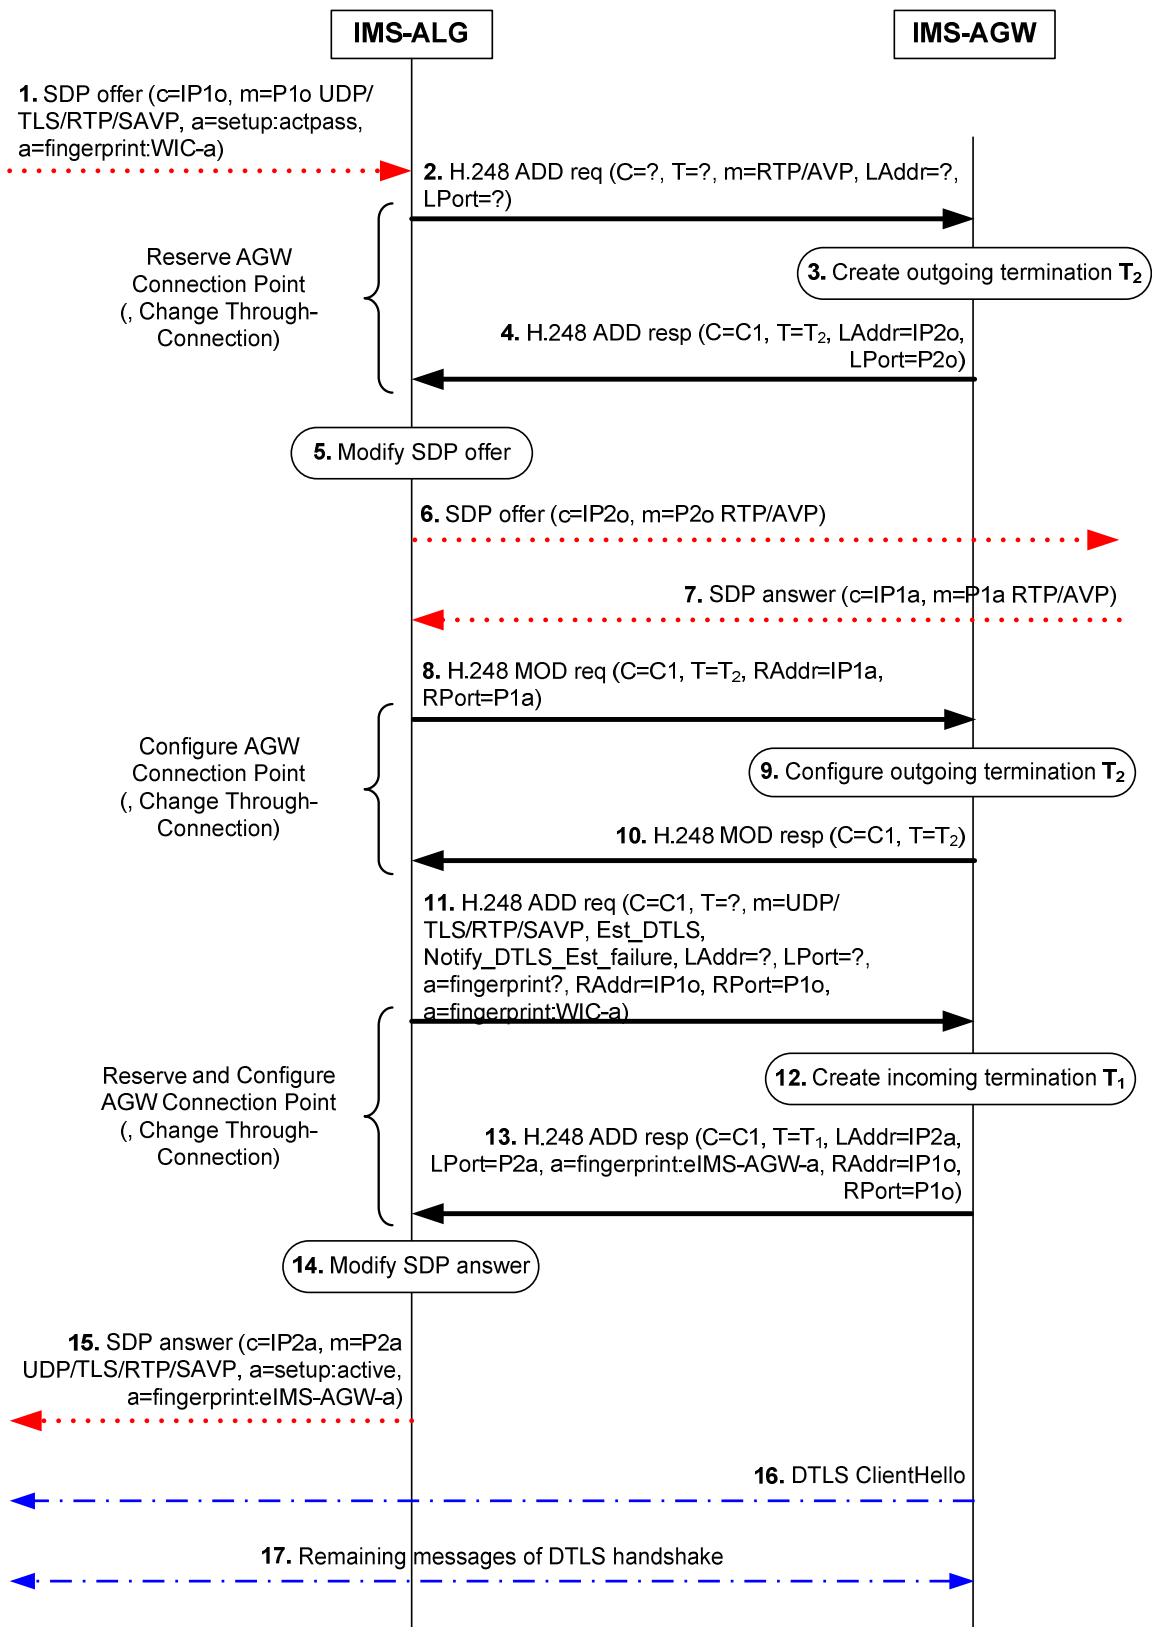 IMS-ALG
IMS-AGW
1. SDP offer (c=IP1o, m=P1o UDP/
TLS/RTP/SAVP, a=setup:actpass,
a=fingerprint:WIC-a)
2. H.248 ADD req (C=?, T=?, m=RTP/AVP, LAddr=?,
LPort=?)
Reserve AGW
Connection Point
(, Change Through-
Connection)
3. Create outgoing termination T₂
4. H.248 ADD resp (C=C1, T=T₂, LAddr=IP2o,
LPort=P2o)
5. Modify SDP offer
6. SDP offer (c=IP2o, m=P2o RTP/AVP)
7. SDP answer (c=IP1a, m=P1a RTP/AVP)
8. H.248 MOD req (C=C1, T=T₂, RAddr=IP1a,
RPort=P1a)
Configure AGW
Connection Point
(, Change Through-
Connection)
9. Configure outgoing termination T₂
10. H.248 MOD resp (C=C1, T=T₂)
11. H.248 ADD req (C=C1, T=?, m=UDP/
TLS/RTP/SAVP, Est_DTLS,
Notify_DTLS_Est_failure, LAddr=?, LPort=?,
a=fingerprint?, RAddr=IP1o, RPort=P1o,
a=fingerprint:WIC-a)
Reserve and Configure
AGW Connection Point
(, Change Through-
Connection)
12. Create incoming termination T₁
13. H.248 ADD resp (C=C1, T=T₁, LAddr=IP2a,
LPort=P2a, a=fingerprint:eIMS-AGW-a, RAddr=IP1o,
RPort=P1o)
14. Modify SDP answer
15. SDP answer (c=IP2a, m=P2a
UDP/TLS/RTP/SAVP, a=setup:active,
a=fingerprint:eIMS-AGW-a)
16. DTLS ClientHello
17. Remaining messages of DTLS handshake